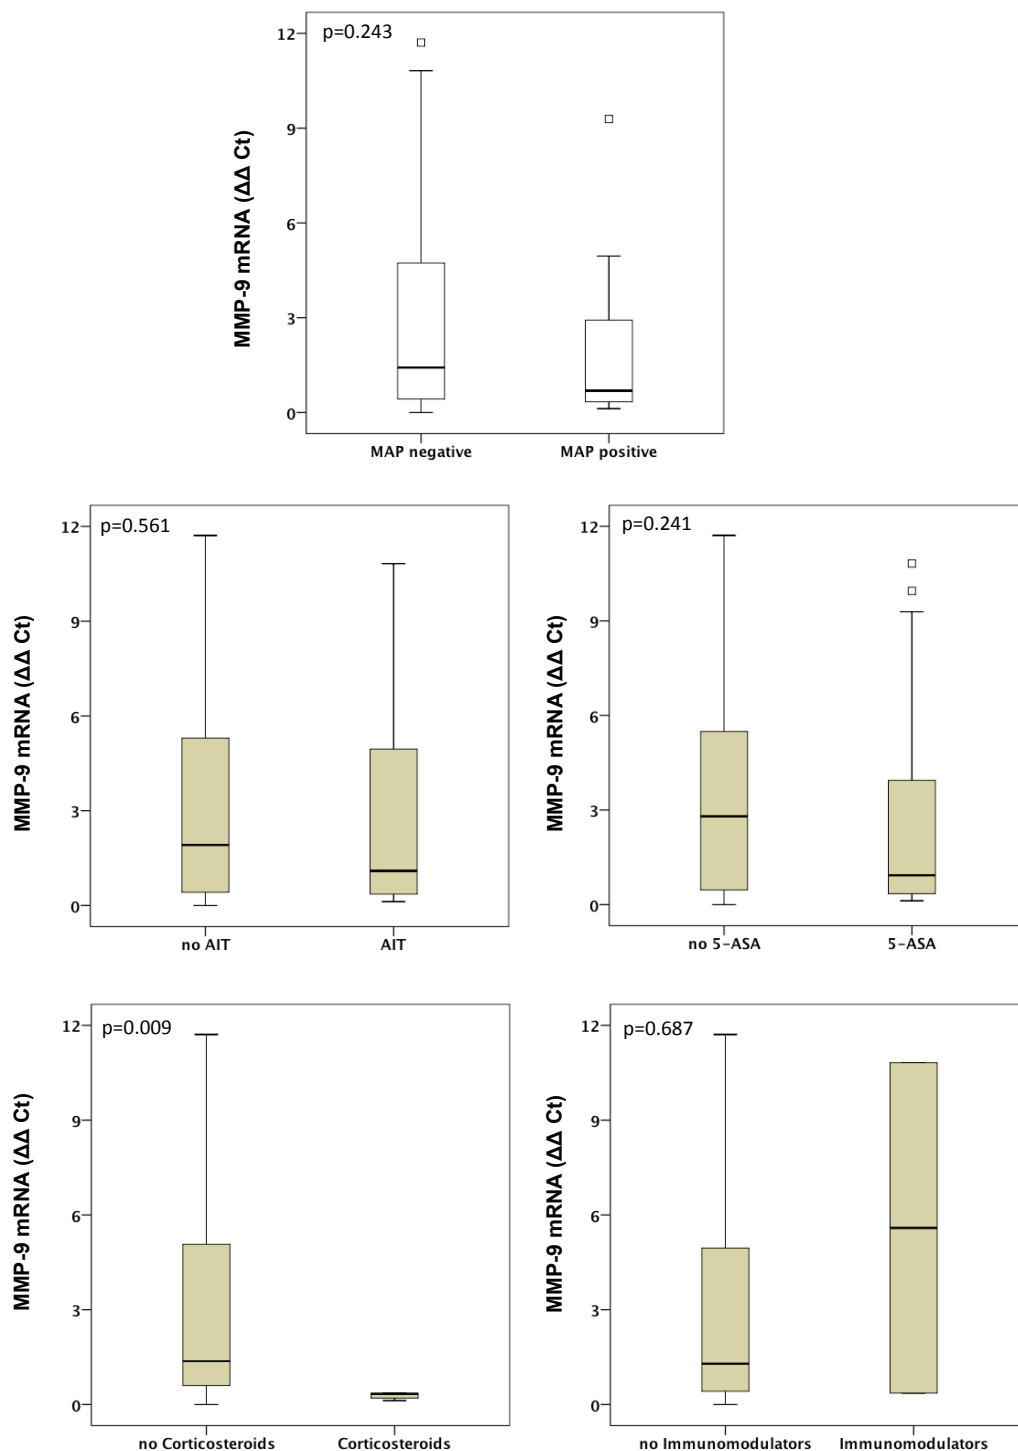 p=0.243
12
9
6
3
0
MMP-9 mRNA (ΔΔ Ct)
MAP negative MAP positive
p=0.561
12
9
6
3
0
MMP-9 mRNA (ΔΔ Ct)
no AIT AIT
p=0.241
12
9
6
3
0
MMP-9 mRNA (ΔΔ Ct)
no 5-ASA 5-ASA
p=0.009
12
9
6
3
0
MMP-9 mRNA (ΔΔ Ct)
no Corticosteroids Corticosteroids
p=0.687
12
9
6
3
0
MMP-9 mRNA (ΔΔ Ct)
no Immunomodulators Immunomodulators